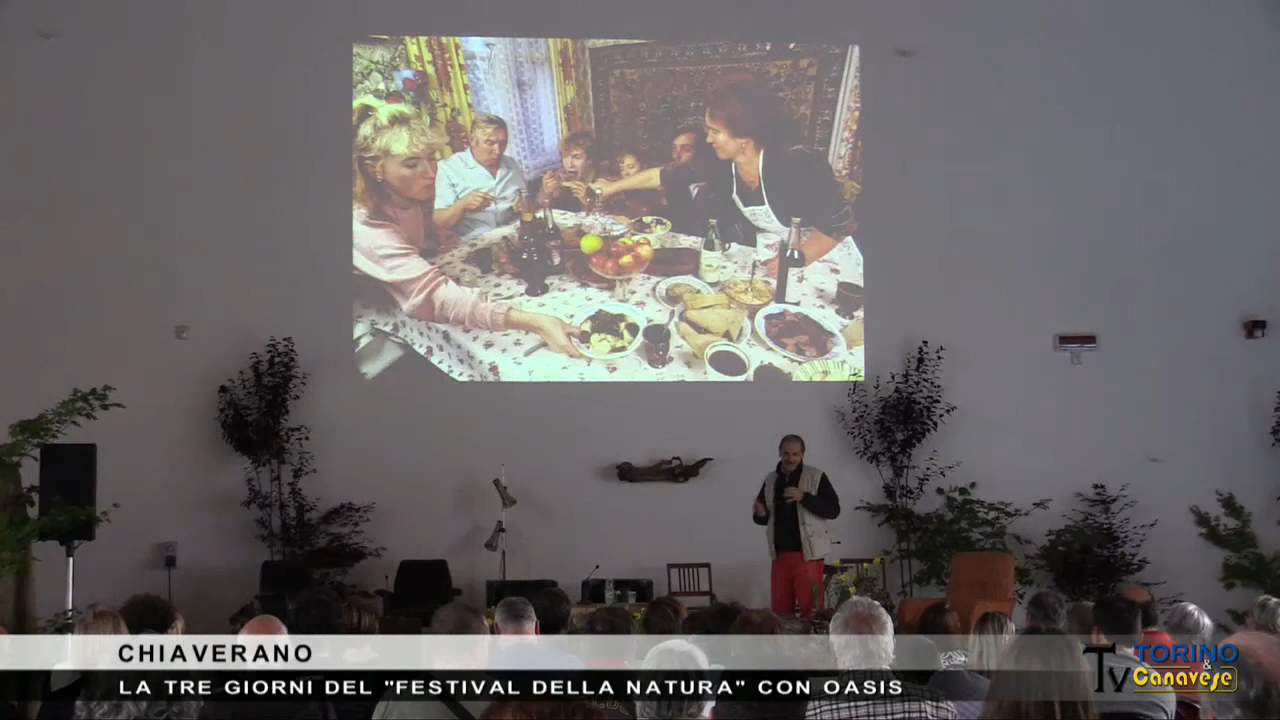 CHIAVERANO
LA TRE GIORNI DEL "FESTIVAL DELLA NATURA" CON OASIS
TV TORINO
&
Canavese